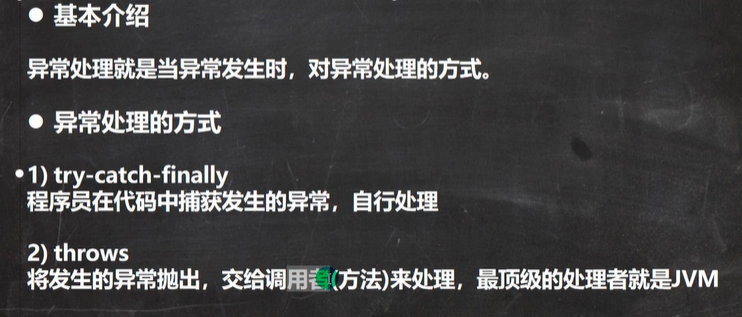 ● 基本介绍
异常处理就是当异常发生时，对异常处理的方式。
● 异常处理的方式
1) try-catch-finally
程序员在代码中捕获发生的异常，自行处理
2) throws
将发生的异常抛出，交给调用者(方法)来处理，最顶级的处理者就是JVM